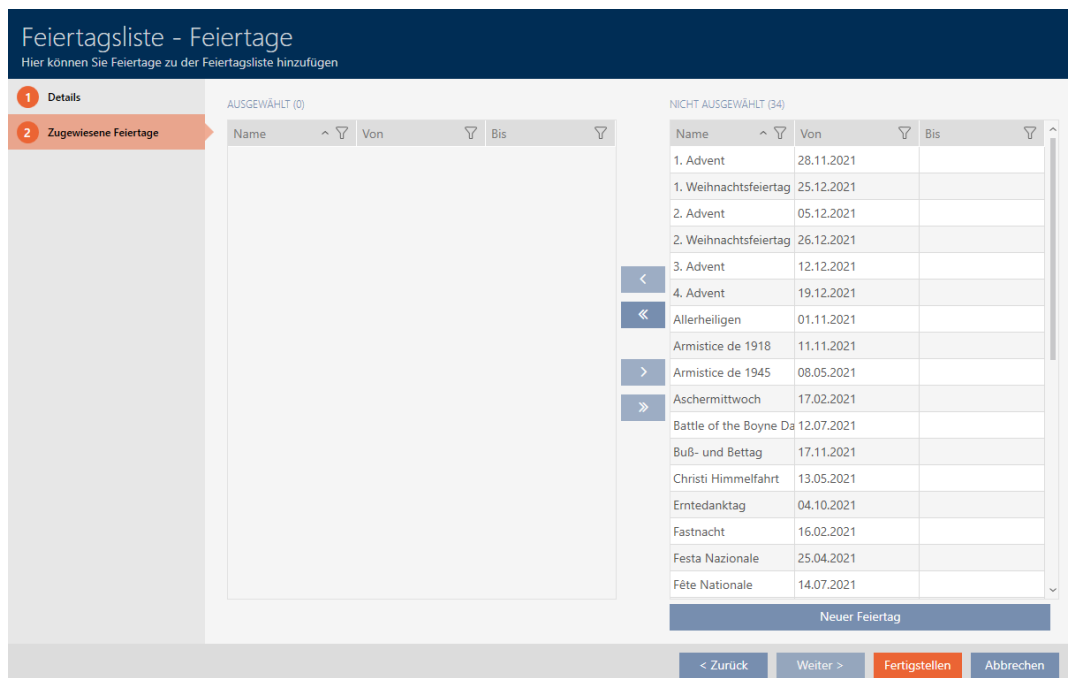 Feiertagsliste - Feiertage
Hier können Sie Feiertage zu der Feiertagsliste hinzufügen
1 Details
2 Zugewiesene Feiertage
AUSGEWÄHLT (0)
Name Von Bis
NICHT AUSGEWÄHLT (34)
Name Von Bis
1. Advent 28.11.2021
1. Weihnachtsfeiertag 25.12.2021
2. Advent 05.12.2021
2. Weihnachtsfeiertag 26.12.2021
3. Advent 12.12.2021
4. Advent 19.12.2021
Allerheiligen 01.11.2021
Armistice de 1918 11.11.2021
Armistice de 1945 08.05.2021
Aschermittwoch 17.02.2021
Battle of the Boyne Da 12.07.2021
Buß- und Bettag 17.11.2021
Christi Himmelfahrt 13.05.2021
Erntedanktag 04.10.2021
Fastnacht 16.02.2021
Festa Nazionale 25.04.2021
Fête Nationale 14.07.2021
Neuer Feiertag
< Zurück Weiter > Fertigstellen Abbrechen